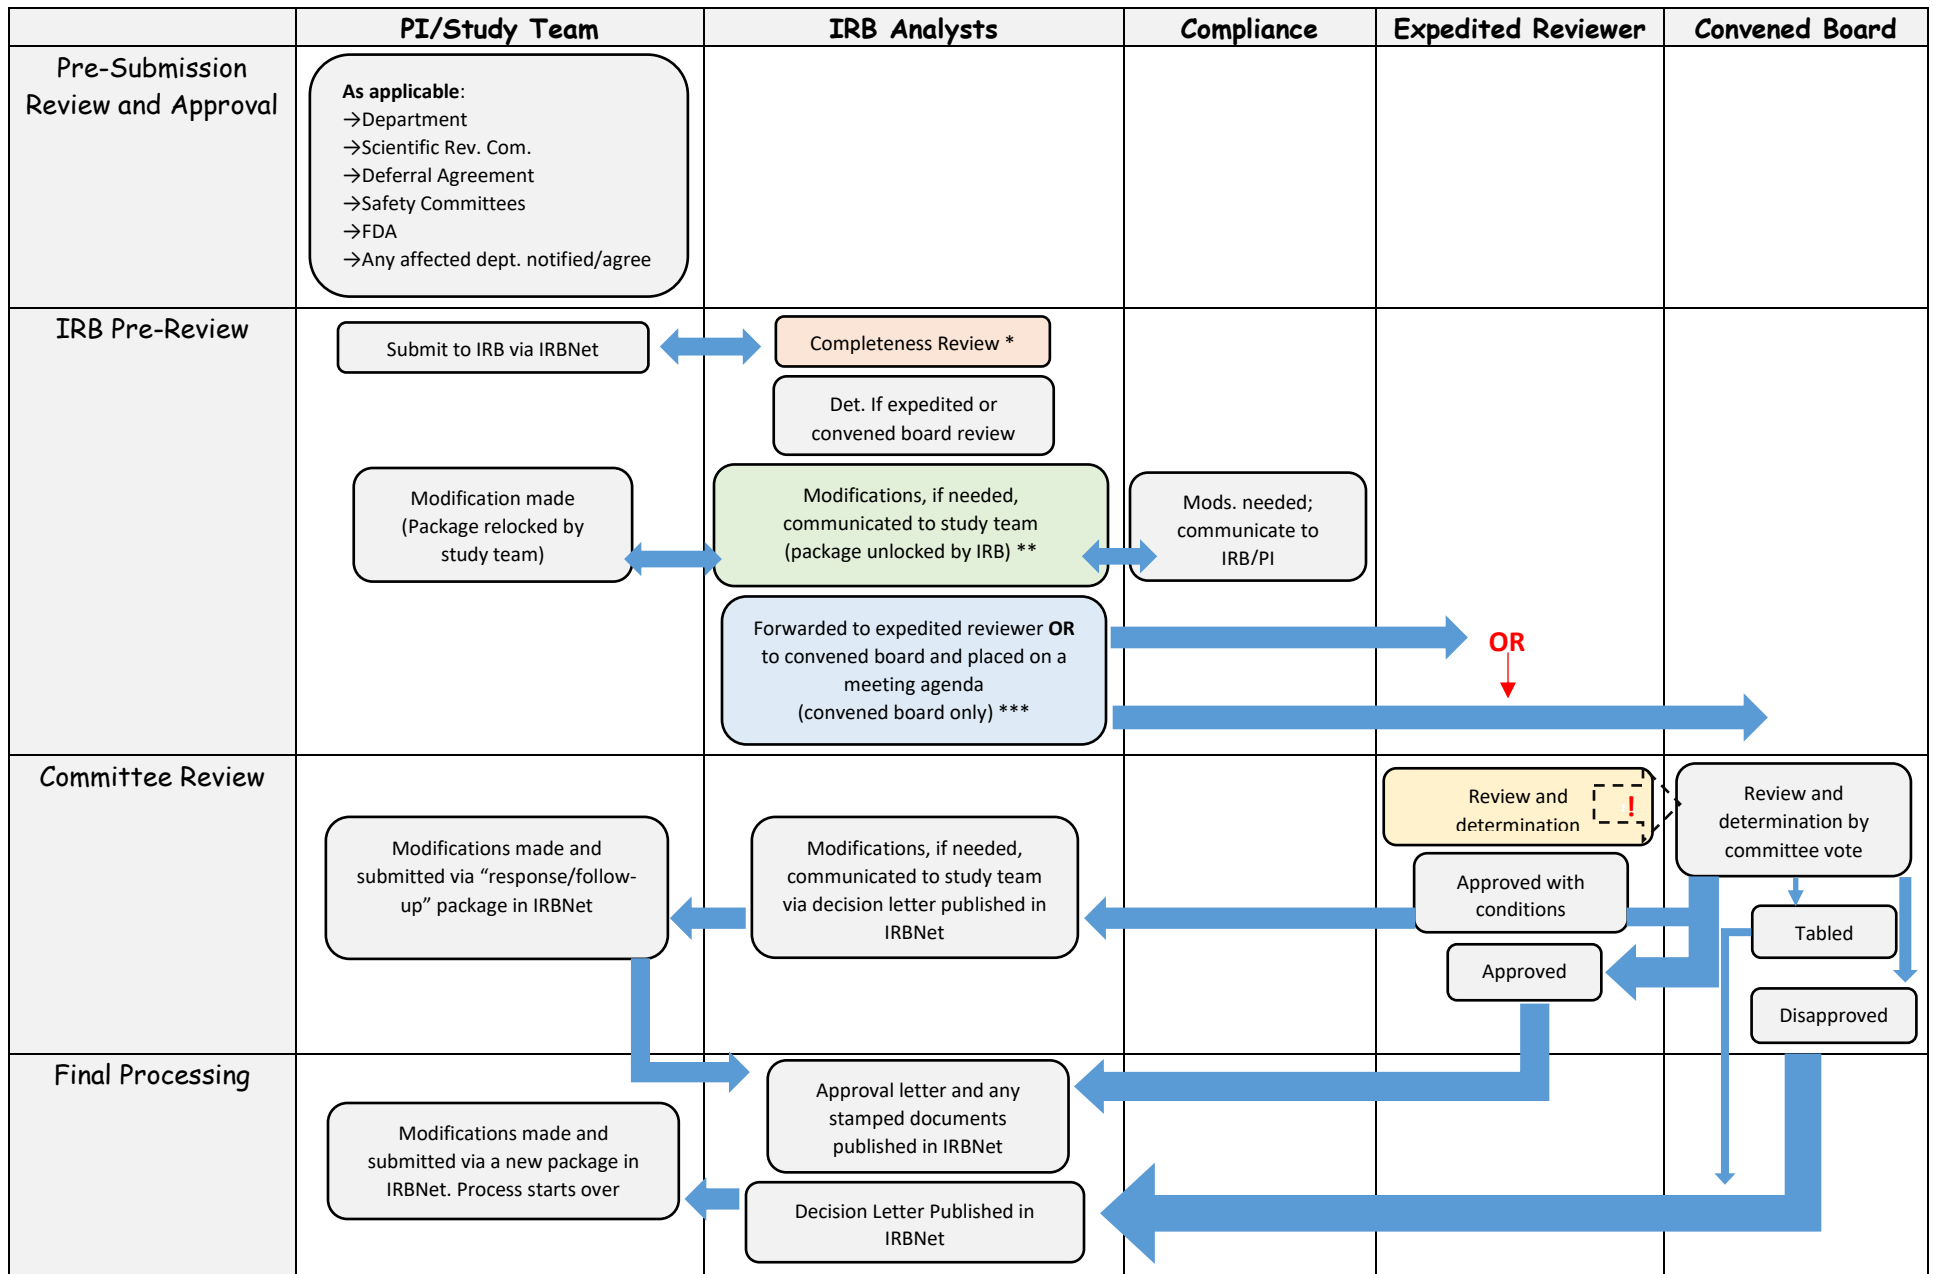 PI/Study Team
IRB Analysts
Compliance
Expedited Reviewer
Convened Board
Pre-Submission
Review and Approval
As applicable:
→Department
→Scientific Rev. Com.
→Deferral Agreement
→Safety Committees
→FDA
→Any affected dept. notified/agree
IRB Pre-Review
Submit to IRB via IRBNet
Completeness Review *
Det. If expedited or
convened board review
Modification made
(Package relocked by
study team)
Modifications, if needed,
communicated to study team
(package unlocked by IRB) **
Mods. needed;
communicate to
IRB/PI
Forwarded to expedited reviewer OR
to convened board and placed on a
meeting agenda
(convened board only) ***
OR
Committee Review
Modifications made and
submitted via “response/follow-
up” package in IRBNet
Modifications, if needed,
communicated to study team
via decision letter published in
IRBNet
Review and
determination
!
Approved with
conditions
Approved
Review and
determination by
committee vote
Tabled
Disapproved
Final Processing
Modifications made and
submitted via a new package in
IRBNet. Process starts over
Approval letter and any
stamped documents
published in IRBNet
Decision Letter Published in
IRBNet